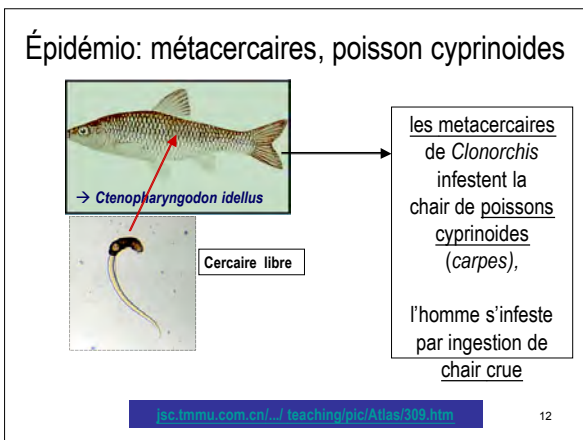 Épidémio: métacercaires, poisson cyprinoides
→ Ctenopharyngodon idellus
Cercaire libre
les metacercaires
de Clonorchis
infestent la
chair de poissons
cyprinoides
(carpes),
l'homme s'infeste
par ingestion de
chair crue
jsc.tmmu.com.cn/.../ teaching/pic/Atlas/309.htm
12